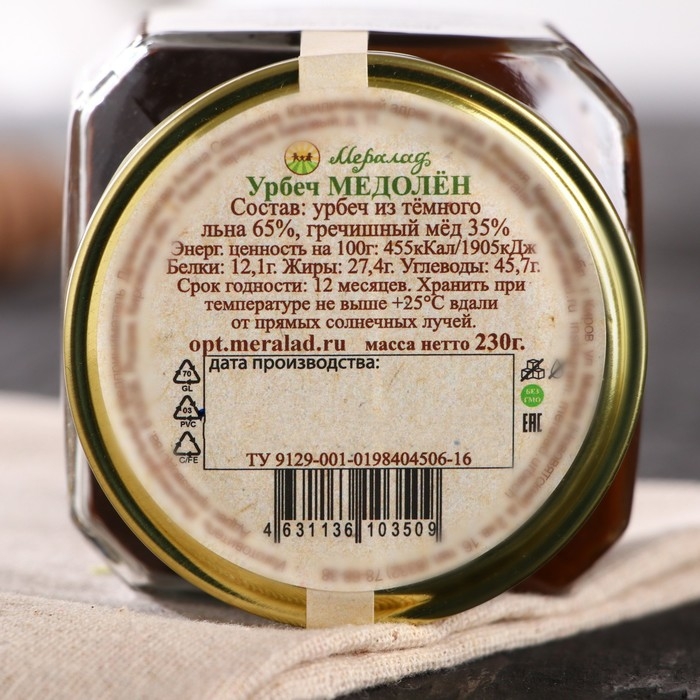 Мералад
Урбеч МЕДОЛЁН
Состав: урбеч из тёмного
льна 65%, гречишный мёд 35%
Энерг. ценность на 100г: 455кКал/1905кДж
Белки: 12,1г. Жиры: 27,4г. Углеводы: 45,7г.
Срок годности: 12 месяцев. Хранить при
температуре не выше +25°С вдали
от прямых солнечных лучей.
opt.meralad.ru масса нетто 230г.
дата производства:
70
GL
03
PVC
C/FE
БЕЗ
ГМО
EAC
ТУ 9129-001-0198404506-16
4 631136 103509